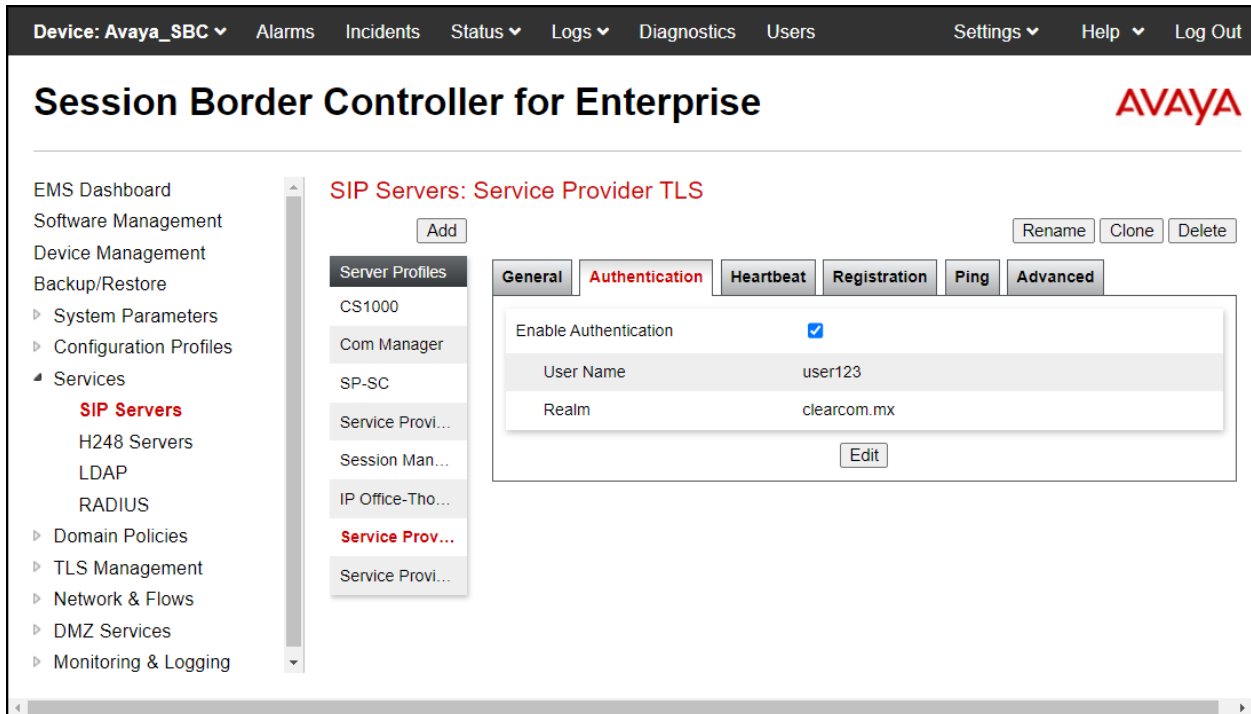 Device: Avaya_SBC Alarms Incidents Status Logs Diagnostics Users Settings Help Log Out
Session Border Controller for Enterprise
AVAYA
EMS Dashboard
Software Management
Device Management
Backup/Restore
System Parameters
Configuration Profiles
Services
SIP Servers
H248 Servers
LDAP
RADIUS
Domain Policies
TLS Management
Network & Flows
DMZ Services
Monitoring & Logging
SIP Servers: Service Provider TLS
Add
Rename Clone Delete
Server Profiles
CS1000
Com Manager
SP-SC
Service Provi...
Session Man...
IP Office-Tho...
Service Prov...
Service Provi...
General Authentication Heartbeat Registration Ping Advanced
Enable Authentication
User Name user123
Realm clearcom.mx
Edit